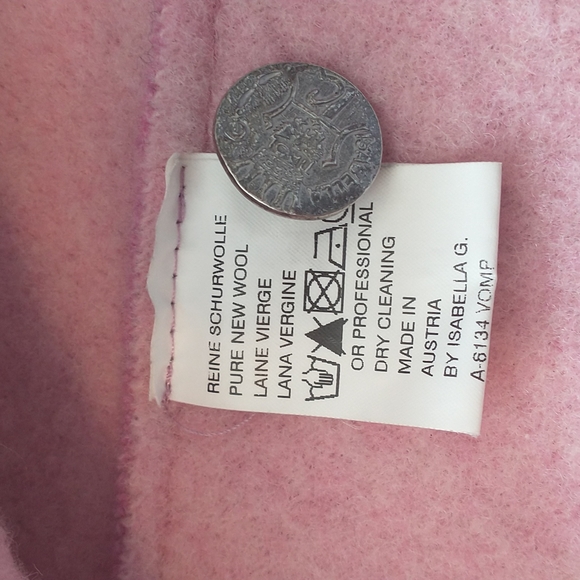 REINE SCHURWOLLE
PURE NEW WOOL
LAINE VIERGE
LANA VERGINE
OR PROFESSIONAL
DRY CLEANING
MADE IN
AUSTRIA
BY ISABELLA G.
A-6134 VOMP